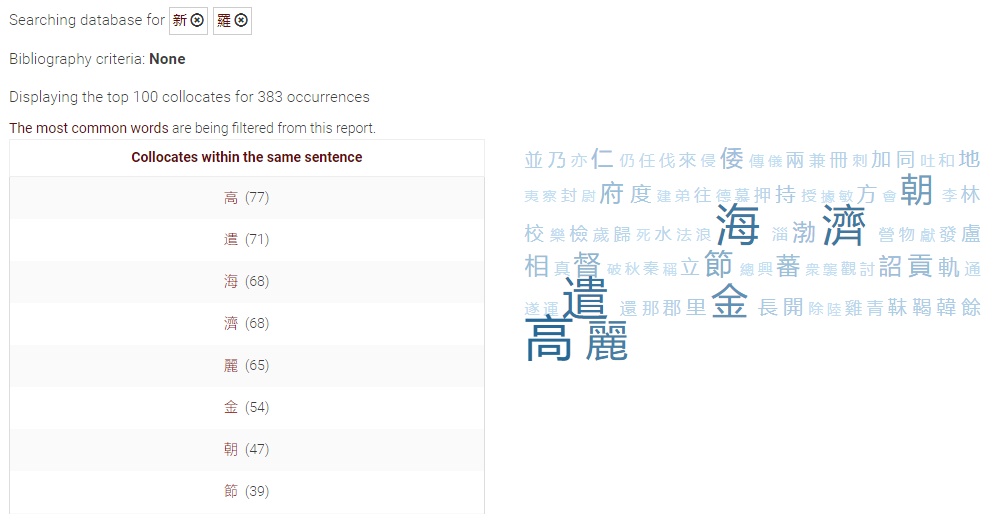 Searching database for 新 羅
Bibliography criteria: None
Displaying the top 100 collocates for 383 occurrences
The most common words are being filtered from this report.
Collocates within the same sentence
高 (77)
遣 (71)
海 (68)
濟 (68)
麗 (65)
金 (54)
朝 (47)
節 (39)
並 乃 亦 仁 仍 任 伐 來 侵 倭 傳 儀 兩 兼 冊 刺 加 同 吐 和 地
夷 寮 封 尉 府 度 建 弟 往 德 慕 押 持 授 據 敏 方 會 朝 李 林
校 樂 檢 歲 歸 死 水 法 浪 海 淄 渤 濟 營 物 獻 發 盧
相 真 督 破 秋 秦 稱 立 節 總 興 蕃 衆 襲 觀 討 詔 貢 軌 通
遂 運 遣 還 那 郡 里 金 長 開 除 陸 雞 青 靺 鞨 韓 餘
高 麗